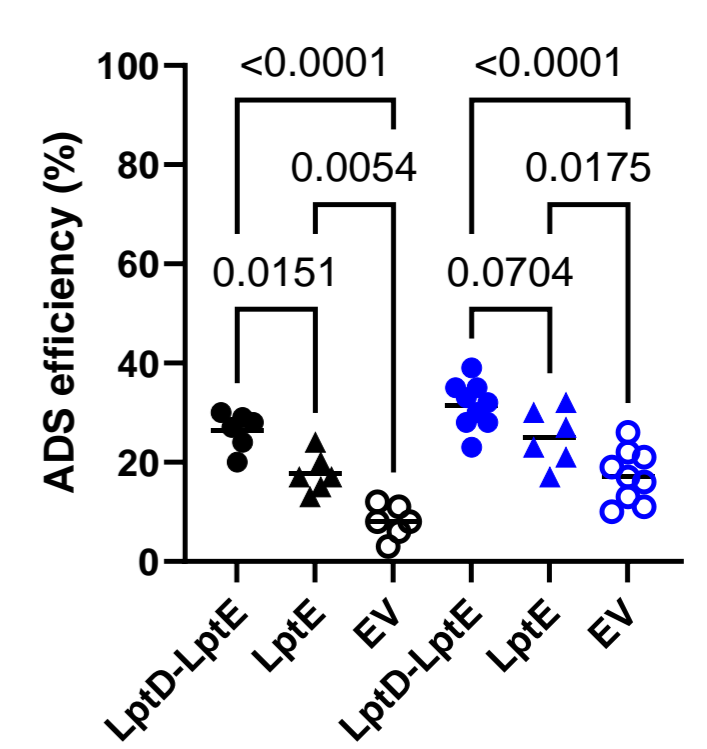 ADS efficiency (%)
100
80
60
40
20
0
<0.0001
<0.0001
0.0054
0.0175
0.0151
0.0704
LptD-LptE
LptE
EV
LptD-LptE
LptE
EV